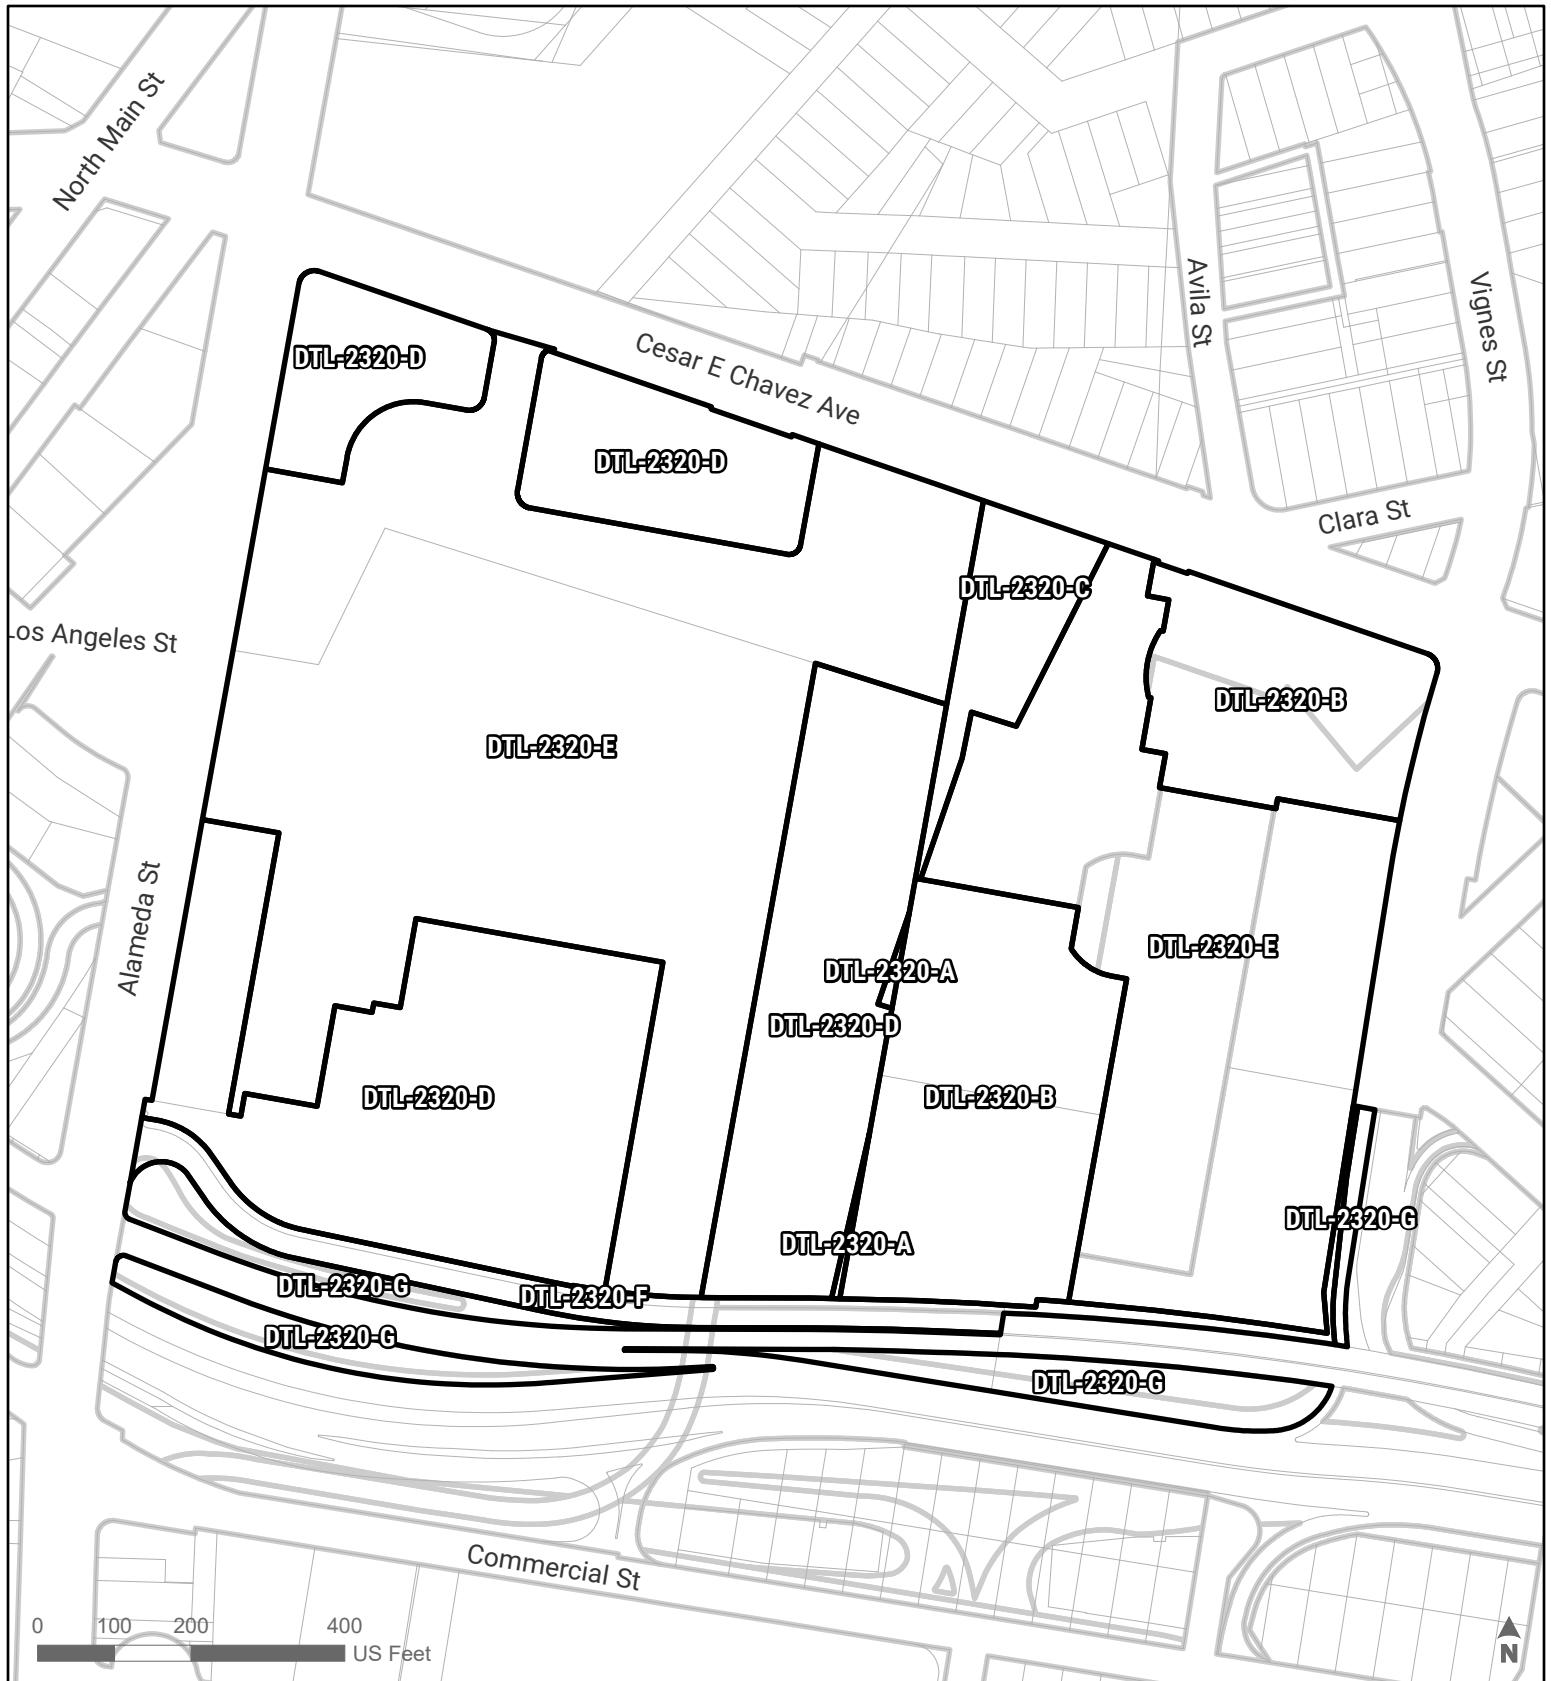 North Main St
Cesar E Chavez Ave
Avila St
Vignes St
Clara St
DTL-2320-D
DTL-2320-D
DTL-2320-C
Los Angeles St
DTL-2320-B
DTL-2320-E
Alameda St
DTL-2320-E
DTL-2320-A
DTL-2320-D
DTL-2320-D
DTL-2320-B
DTL-2320-G
DTL-2320-A
DTL-2320-G
DTL-2320-F
DTL-2320-G
DTL-2320-G
Commercial St
0 100 200 400
US Feet
N